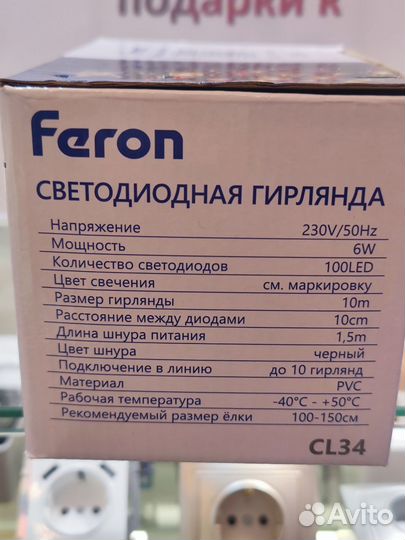 подарки к
Feron
СВЕТОДИОДНАЯ ГИРЛЯНДА
Напряжение 230V/50Hz
Мощность 6W
Количество светодиодов 100LED
Цвет свечения см. маркировку
Размер гирлянды 10m
Расстояние между диодами 10cm
Длина шнура питания 1,5m
Цвет шнура черный
Подключение в линию до 10 гирлянд
Материал PVC
Рабочая температура -40°C - +50°C
Рекомендуемый размер ёлки 100-150см
CL34
Avito